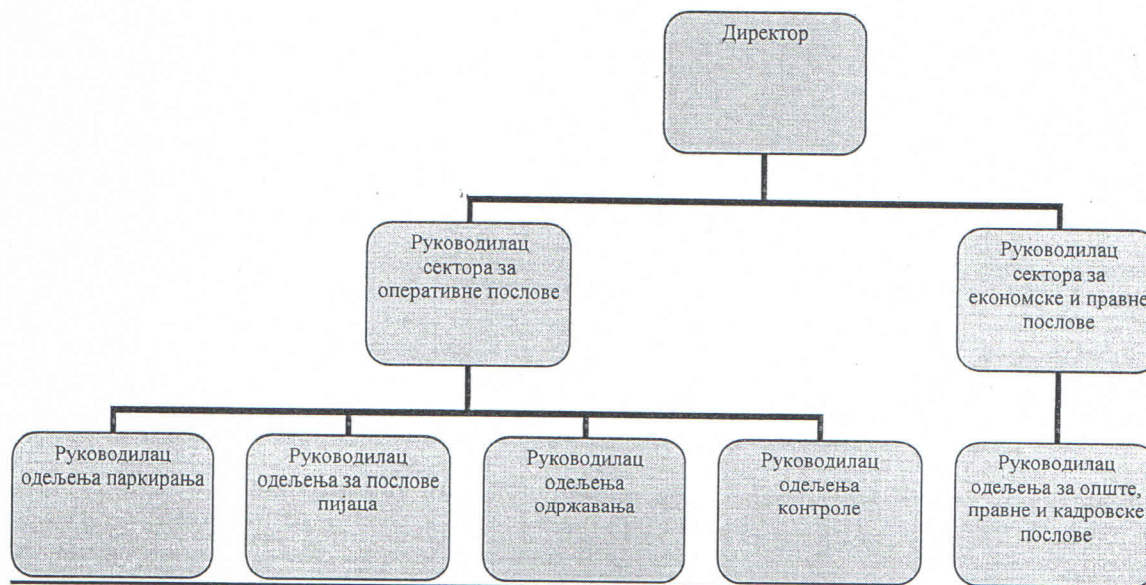 Директор
Руководилац
сектора за
оперативне послове
Руководилац
сектора за
економске и правне
послове
Руководилац
одељења паркирања
Руководилац
одељења за послове
пијаца
Руководилац
одељења
одржавања
Руководилац
одељења
контроле
Руководилац
одељења за опште,
правне и кадровске
послове